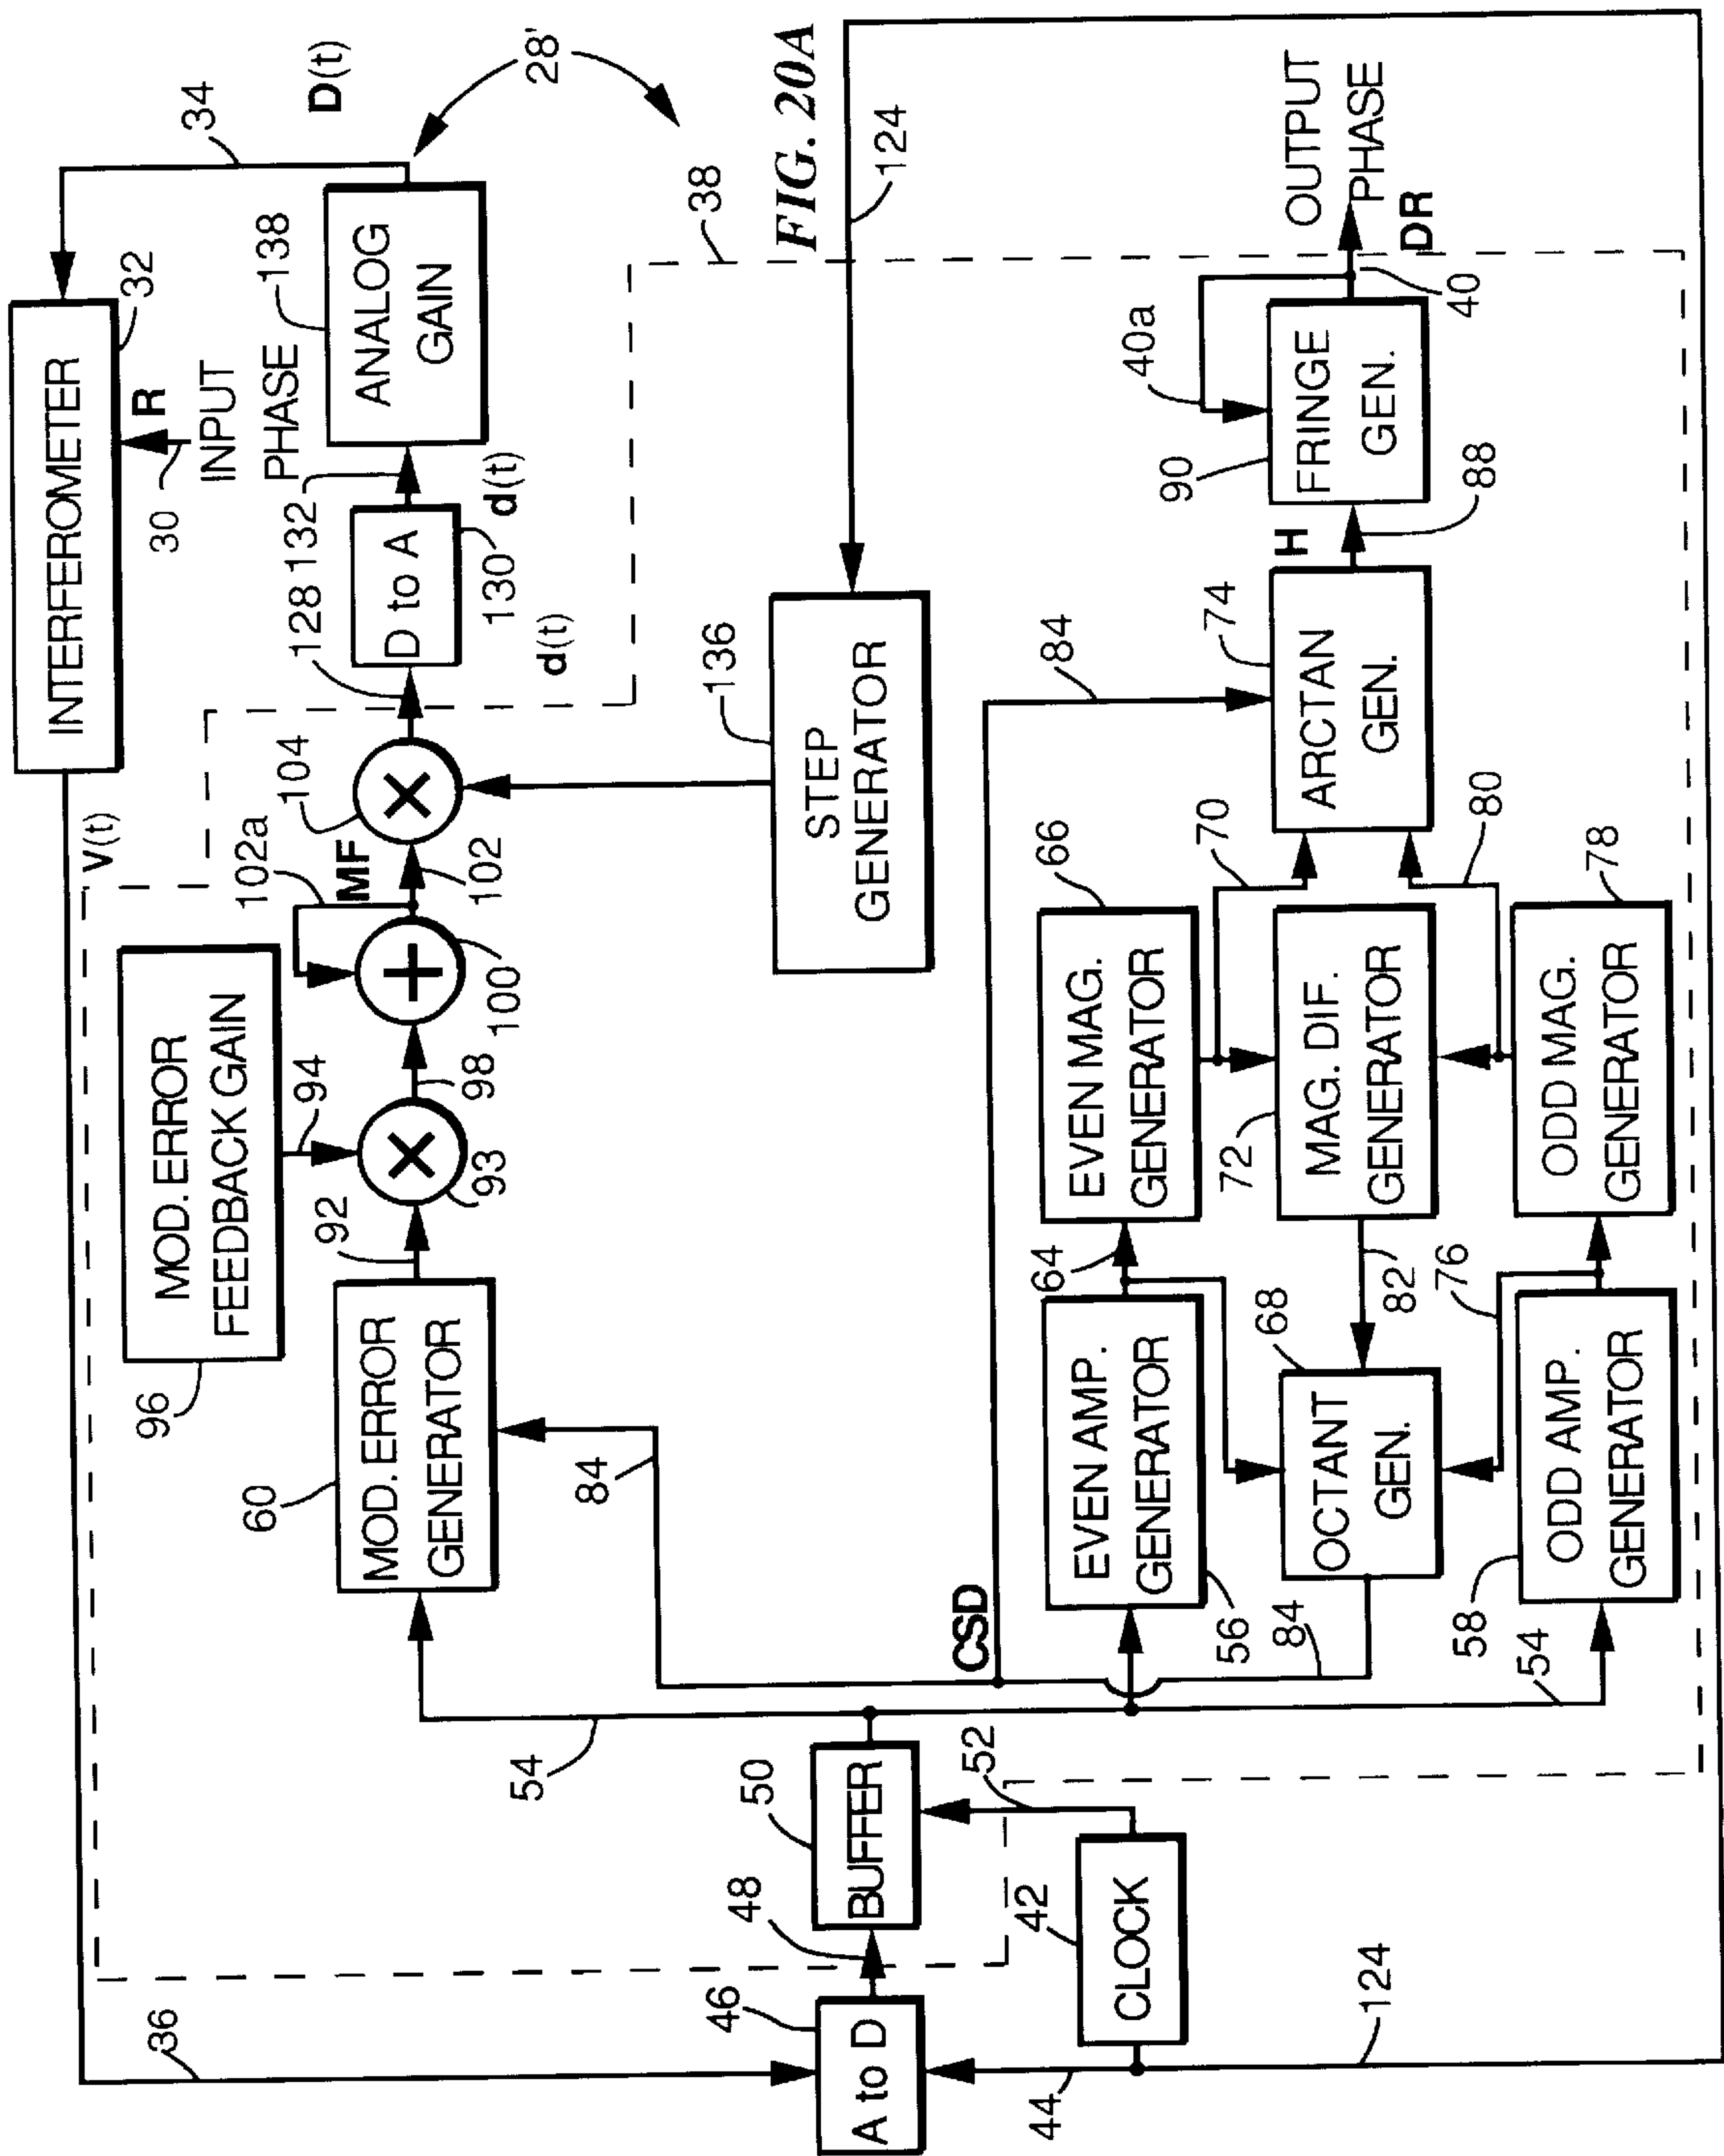 FIG. 20A
28'
D(t)
34
INTERFEROMETER
32
R
30
INPUT
PHASE
V(t)
36
138
ANALOG
GAIN
132
d(t)
D to A
130
128
d(t)
104
×
102a
MF
102
+
100
98
×
93
94
MOD. ERROR
FEEDBACK GAIN
96
92
MOD. ERROR
GENERATOR
60
84
38
124
136
STEP
GENERATOR
54
50
BUFFER
48
46
A to D
52
42
CLOCK
44
124
CSD
84
EVEN AMP.
GENERATOR
56
64
EVEN MAG.
GENERATOR
66
70
84
OCTANT
GEN.
68
82
72
MAG. DIF.
GENERATOR
ARCTAN
GEN.
74
H
88
FRINGE
GEN.
90
40a
40
DR
OUTPUT
PHASE
54
58
ODD AMP.
GENERATOR
76
ODD MAG.
GENERATOR
78
80